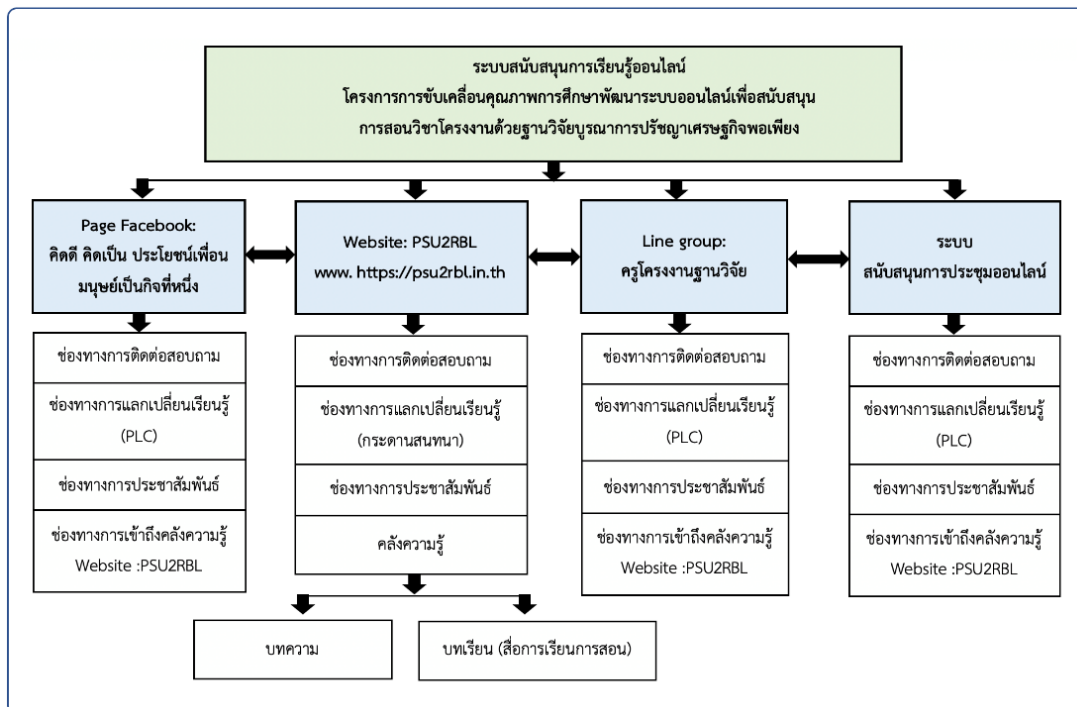 ระบบสนับสนุนการเรียนรู้ออนไลน์
โครงการการขับเคลื่อนคุณภาพการศึกษาพัฒนาระบบออนไลน์เพื่อสนับสนุน
การสอนวิชาโครงงานด้วยฐานวิจัยบูรณาการปรัชญาเศรษฐกิจพอเพียง
Page Facebook:
คิดดี คิดเป็น ประโยชน์เพื่อน
มนุษย์เป็นกิจที่หนึ่ง
Website: PSU2RBL
www. https://psu2rbl.in.th
Line group:
ครูโครงงานฐานวิจัย
ระบบ
สนับสนุนการประชุมออนไลน์
ช่องทางการติดต่อสอบถาม
ช่องทางการแลกเปลี่ยนเรียนรู้
(PLC)
ช่องทางการประชาสัมพันธ์
ช่องทางการเข้าถึงคลังความรู้
Website :PSU2RBL
ช่องทางการติดต่อสอบถาม
ช่องทางการแลกเปลี่ยนเรียนรู้
(กระดานสนทนา)
ช่องทางการประชาสัมพันธ์
คลังความรู้
บทความ
บทเรียน (สื่อการเรียนการสอน)
ช่องทางการติดต่อสอบถาม
ช่องทางการแลกเปลี่ยนเรียนรู้
(PLC)
ช่องทางการประชาสัมพันธ์
ช่องทางการเข้าถึงคลังความรู้
Website :PSU2RBL
ช่องทางการติดต่อสอบถาม
ช่องทางการแลกเปลี่ยนเรียนรู้
(PLC)
ช่องทางการประชาสัมพันธ์
ช่องทางการเข้าถึงคลังความรู้
Website :PSU2RBL